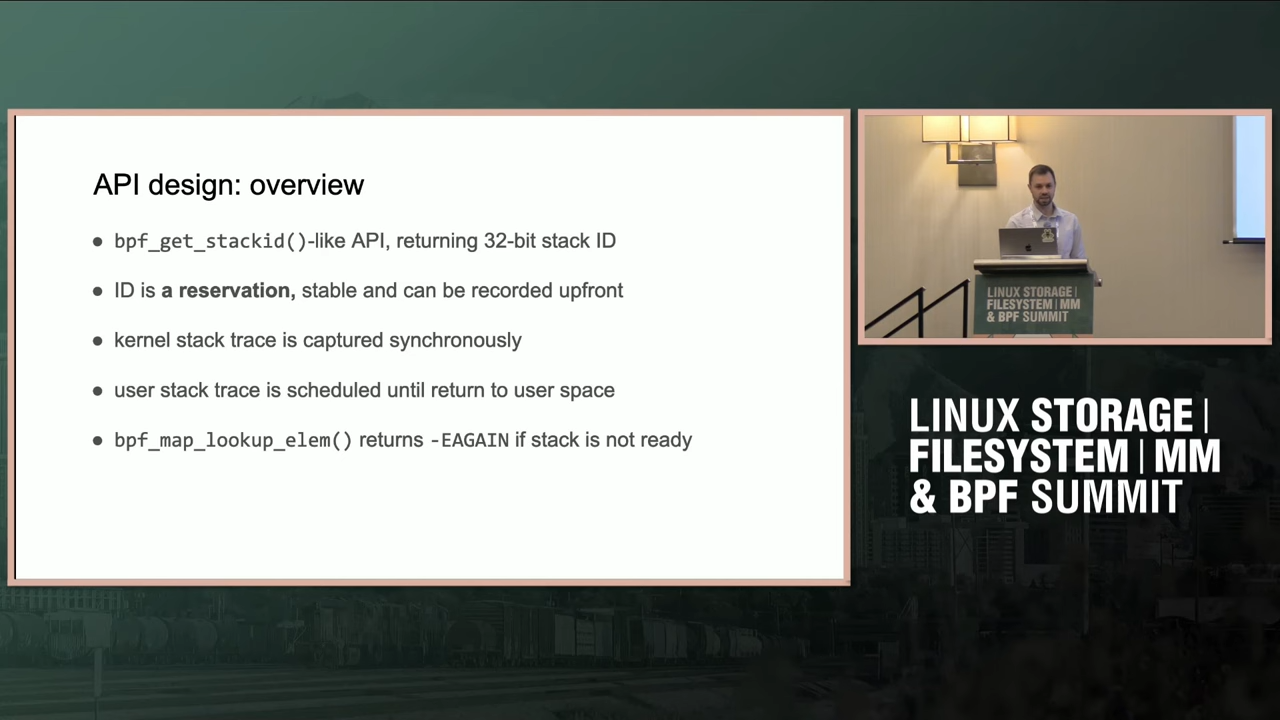 API design: overview
● bpf_get_stackid()-like API, returning 32-bit stack ID
● ID is a reservation, stable and can be recorded upfront
● kernel stack trace is captured synchronously
● user stack trace is scheduled until return to user space
● bpf_map_lookup_elem() returns -EAGAIN if stack is not ready
LINUX STORAGE|
FILESYSTEM | MM
& BPF SUMMIT
LINUX STORAGE|
FILESYSTEM | MM
& BPF SUMMIT